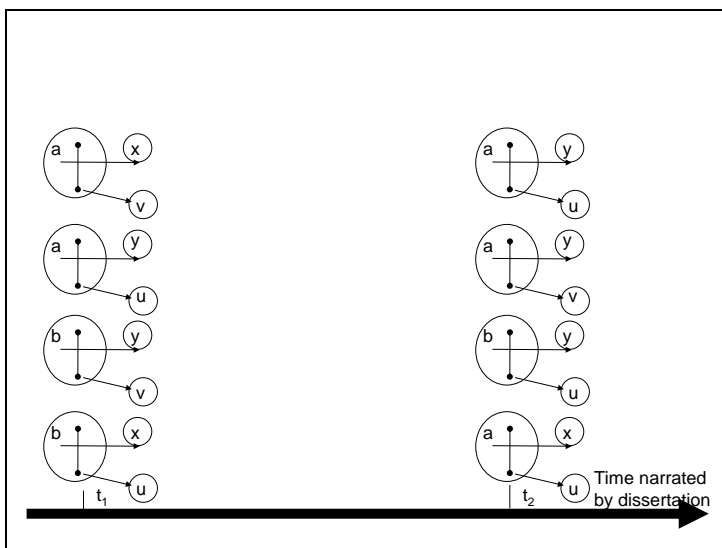 a x
v
a y
u
b y
v
b x
u
a y
u
a y
v
b y
u
a x
u
t₁
t₂
Time narrated
by dissertation